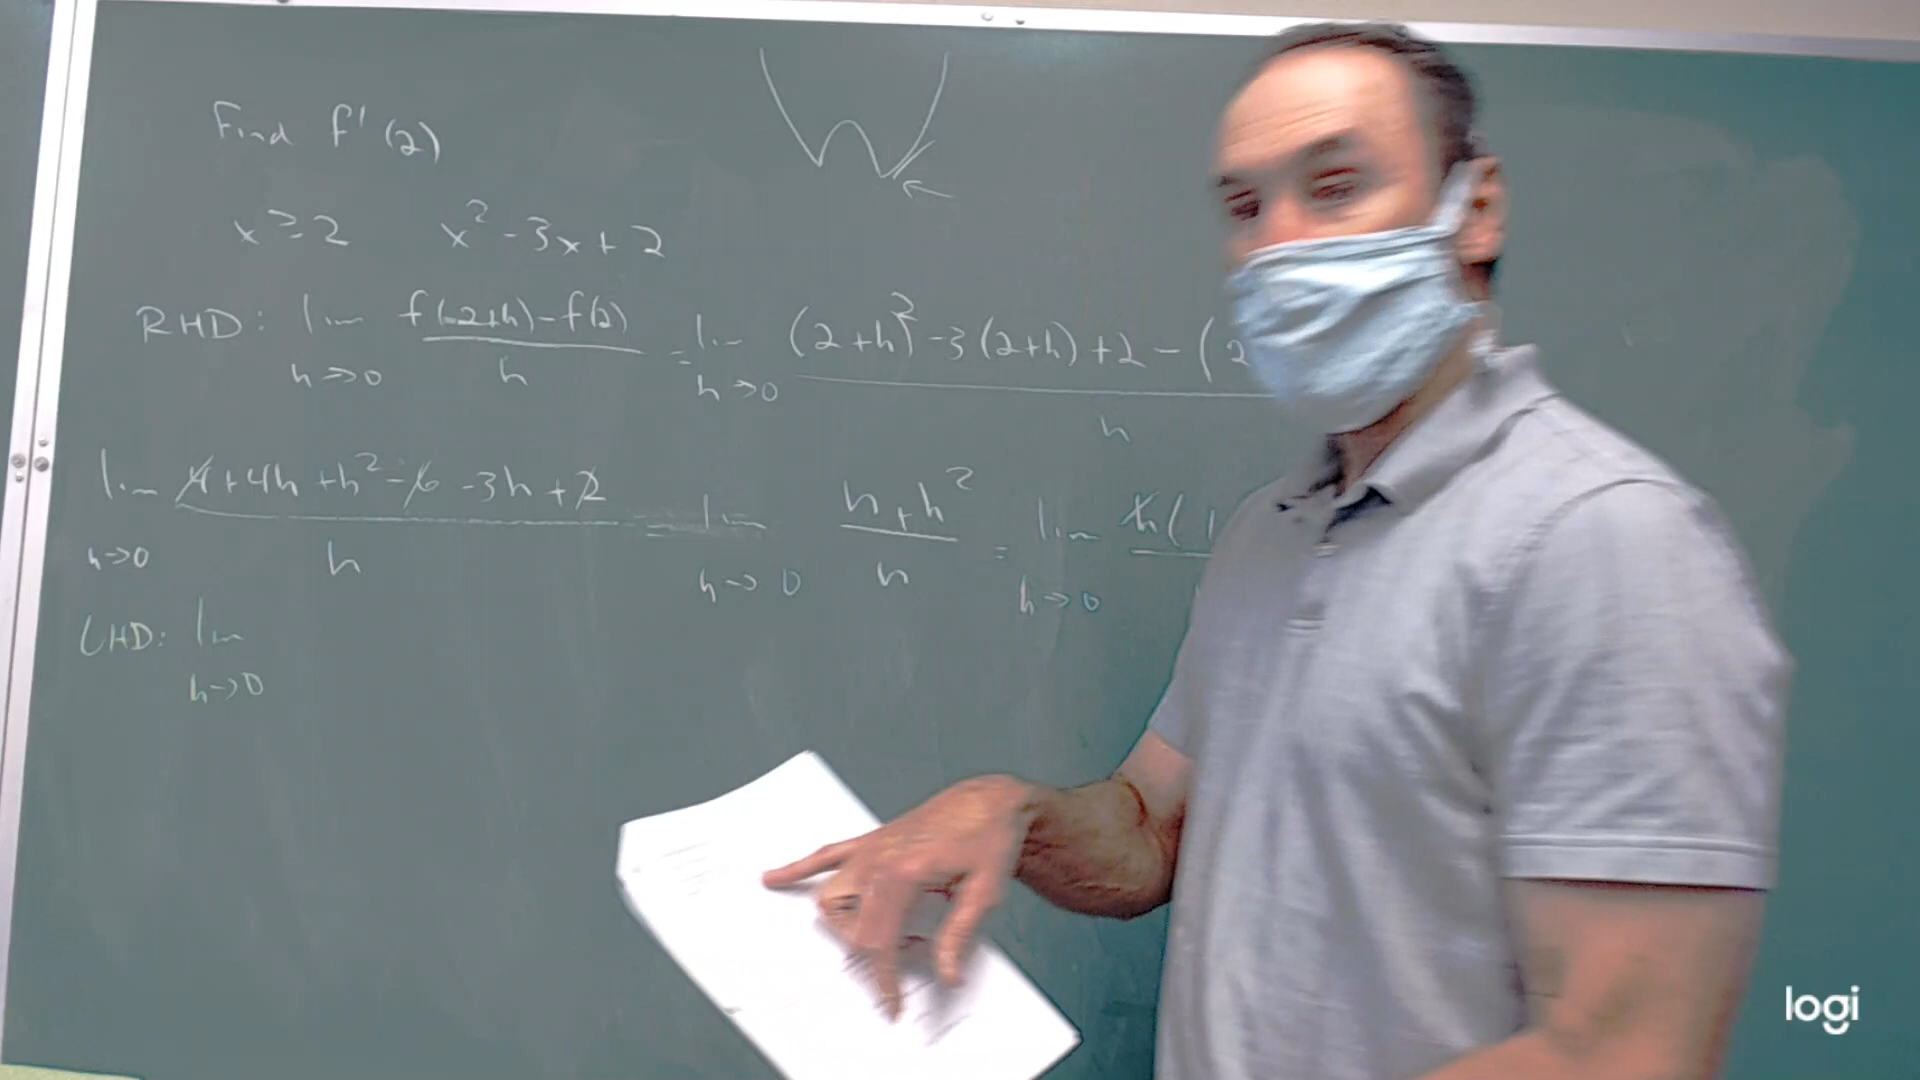 Find f'(2)
x ≥ 2 x² - 3x + 2
RHD: lim h→0 f(2+h) - f(2) / h = lim h→0 (2+h)² - 3(2+h) + 2 - (2 / h
lim h→0 4 + 4h + h² - 6 - 3h + 2 / h = lim h→0 h + h² / h = lim h→0 h(1
LHD: lim h→0
logi